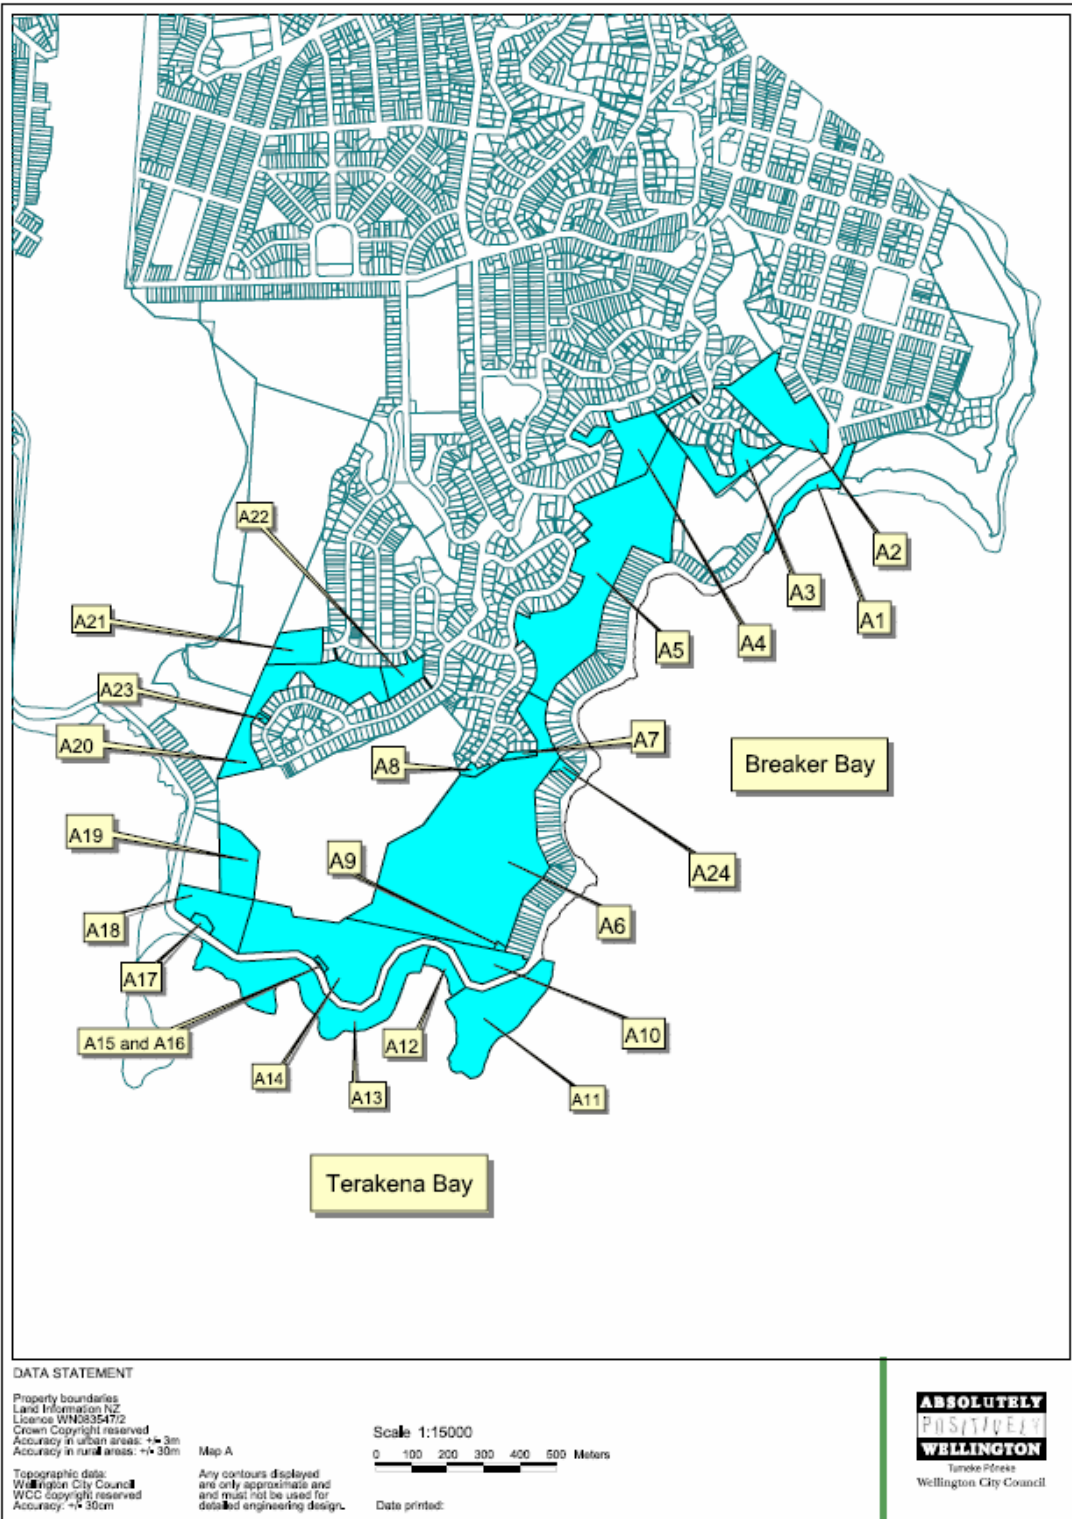 A22
A2
A21
A3
A1
A4
A5
A23
A20
A7
A8
Breaker Bay
A19
A9
A24
A18
A6
A17
A15 and A16
A12
A10
A14
A13
A11
Terakena Bay
DATA STATEMENT
Property boundaries
Land Information NZ
Licence WN083547/2
Crown Copyright reserved
Accuracy in urban areas: +/- 3m
Accuracy in rural areas: +/- 30m
Map A
Topographic data:
Wellington City Council
WCC copyright reserved
Accuracy: +/- 30cm
Any contours displayed
are only approximate and
and must not be used for
detailed engineering design.
Scale 1:15000
0 100 200 300 400 500 Meters
Date printed:
ABSOLUTELY
POSITIVELY
WELLINGTON
Tumeke Pōneke
Wellington City Council